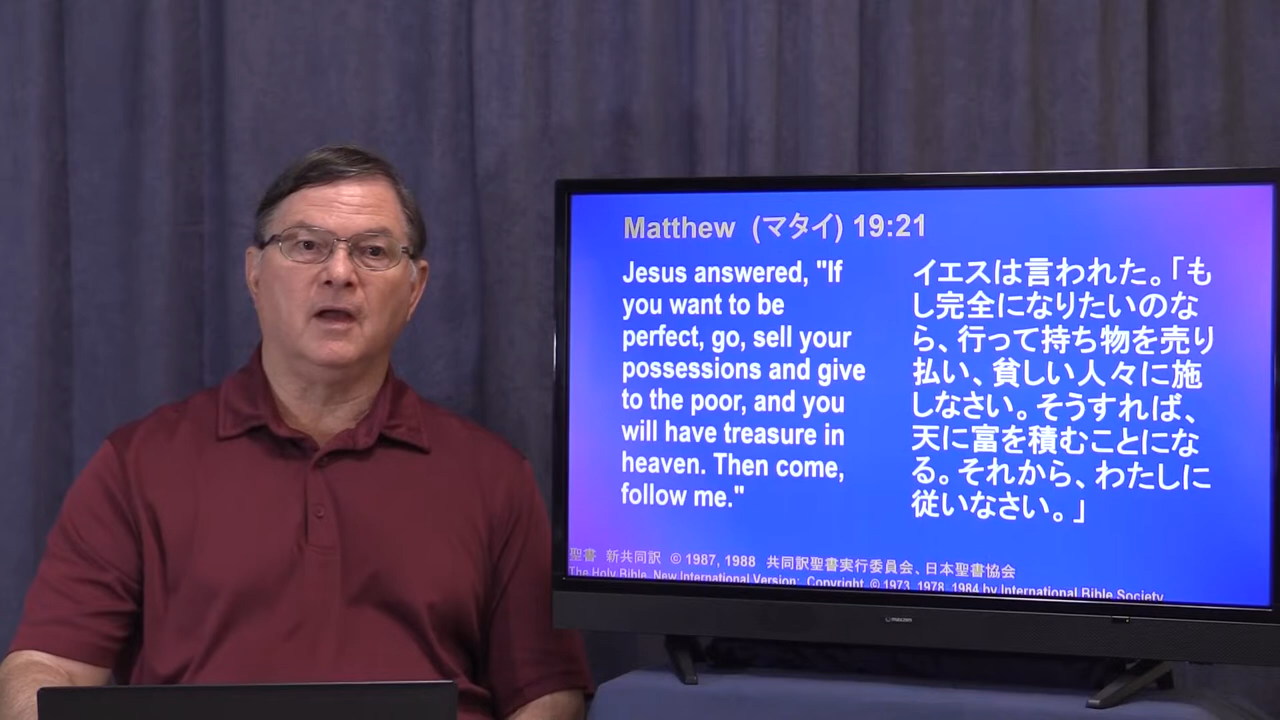 Matthew (マタイ) 19:21
Jesus answered, "If
you want to be
perfect, go, sell your
possessions and give
to the poor, and you
will have treasure in
heaven. Then come,
follow me."
イエスは言われた。「も
し完全になりたいのな
ら、行って持ち物を売り
払い、貧しい人々に施
しなさい。そうすれば、
天に富を積むことにな
る。それから、わたしに
従いなさい。」
聖書 新共同訳 © 1987, 1988 共同訳聖書実行委員会、日本聖書協会
The Holy Bible, New International Version; Copyright © 1973, 1978, 1984 by International Bible Society
maxzen